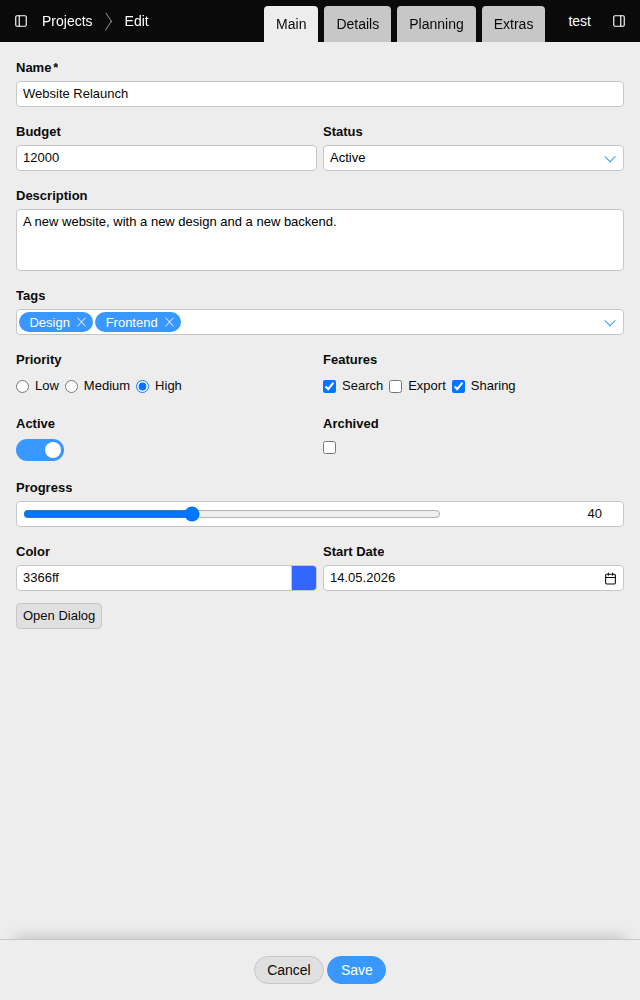 Projects Edit Main Details Planning Extras test
Name*
Website Relaunch
Budget Status
12000 Active
Description
A new website, with a new design and a new backend.
Tags
Design Frontend
Priority Features
Low Medium High Search Export Sharing
Active Archived
Progress
40
Color Start Date
3366ff 14.05.2026
Open Dialog
Cancel Save